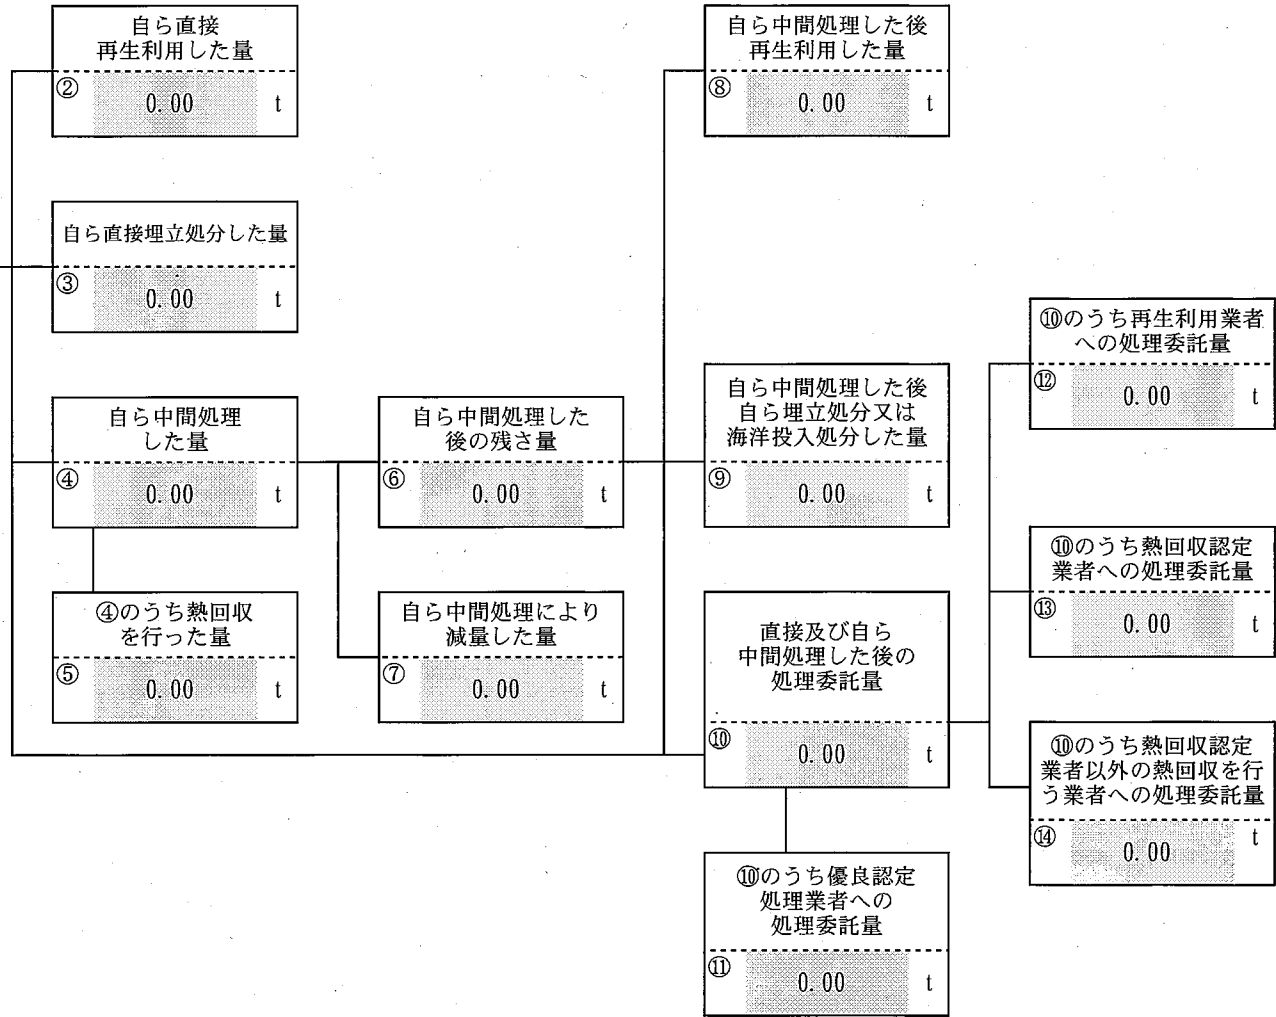 自ら直接
再生利用した量
②
0.00 t
自ら直接埋立処分した量
③
0.00 t
自ら中間処理
した量
④
0.00 t
④のうち熱回収
を行った量
⑤
0.00 t
自ら中間処理した
後の残さ量
⑥
0.00 t
自ら中間処理により
減量した量
⑦
0.00 t
自ら中間処理した後
再生利用した量
⑧
0.00 t
自ら中間処理した後
自ら埋立処分又は
海洋投入処分した量
⑨
0.00 t
直接及び自ら
中間処理した後の
処理委託量
⑩
0.00 t
⑩のうち優良認定
処理業者への
処理委託量
⑪
0.00 t
⑩のうち再生利用業者
への処理委託量
⑫
0.00 t
⑩のうち熱回収認定
業者への処理委託量
⑬
0.00 t
⑩のうち熱回収認定
業者以外の熱回収を行
う業者への処理委託量
⑭
0.00 t